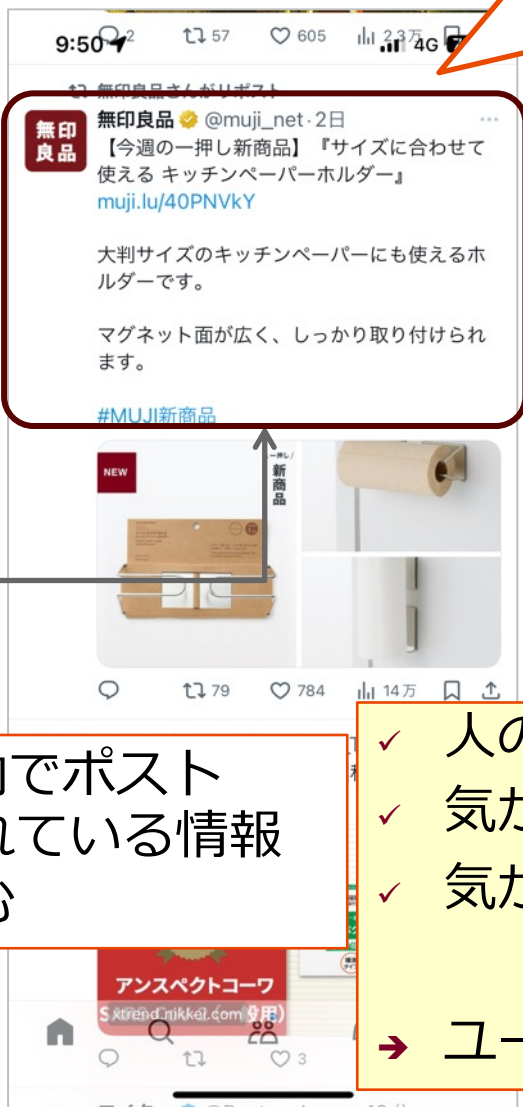 9:50
2
57
605
2.3万
4G
無印良品さんがリポスト
無印
良品
無印良品 @muji_net · 2日
【今週の一押し新商品】『サイズに合わせて
使える キッチンペーパーホルダー』
muji.lu/40PNVkY
大判サイズのキッチンペーパーにも使えるホ
ルダーです。
マグネット面が広く、しっかり取り付けられ
ます。
#MUJI新商品
NEW
新商品
79
784
14万
でポスト
れている情報
✓ 人の
✓ 気が
✓ 気が
➔ ユー
アンスペクトコーワ
xtrend.nikkei.com
3